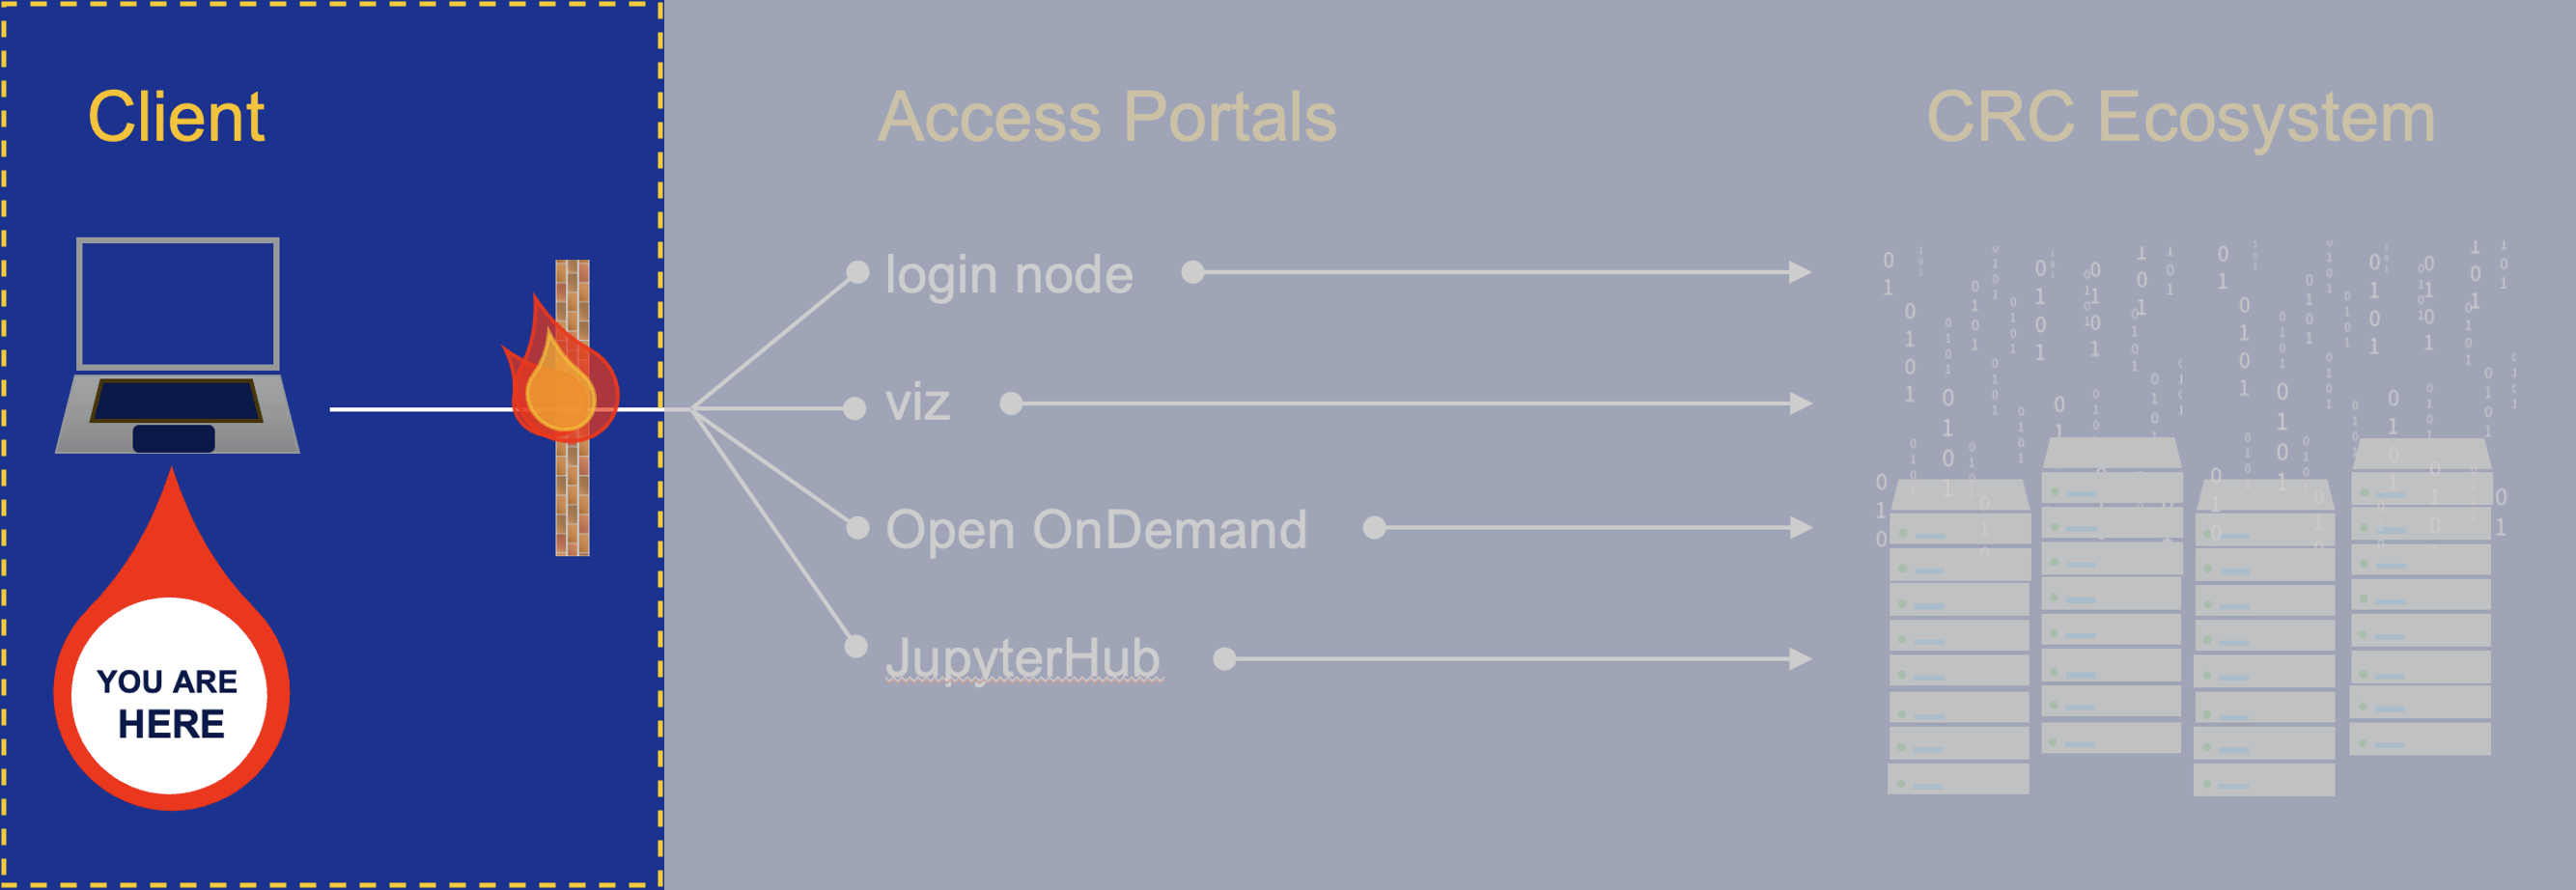 Client
Access Portals
CRC Ecosystem
login node
viz
Open OnDemand
JupyterHub
YOU ARE
HERE